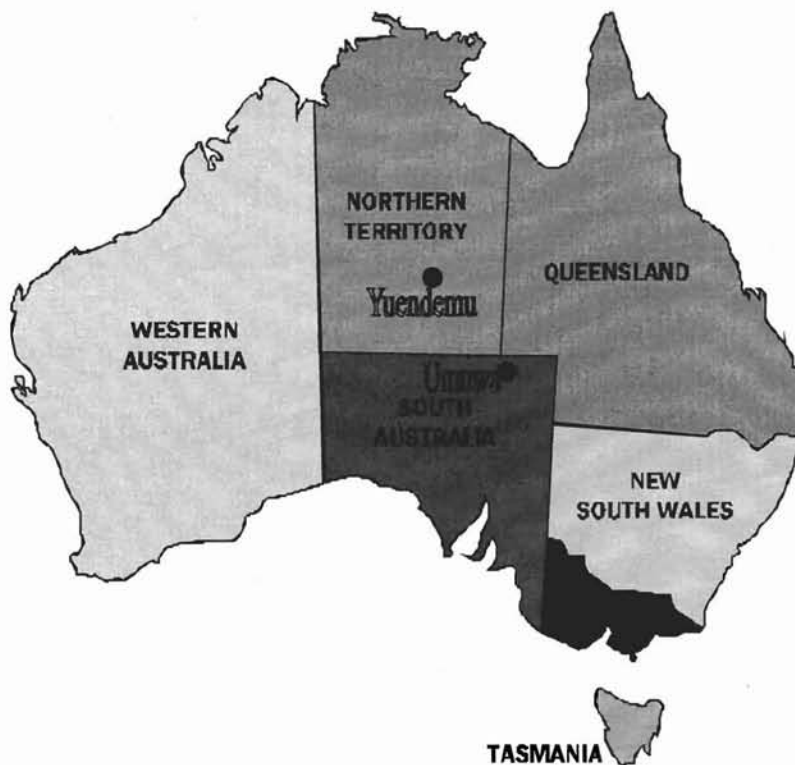 NORTHERN
TERRITORY
QUEENSLAND
Yuendemu
WESTERN
AUSTRALIA
SOUTH
AUSTRALIA
NEW
SOUTH WALES
TASMANIA